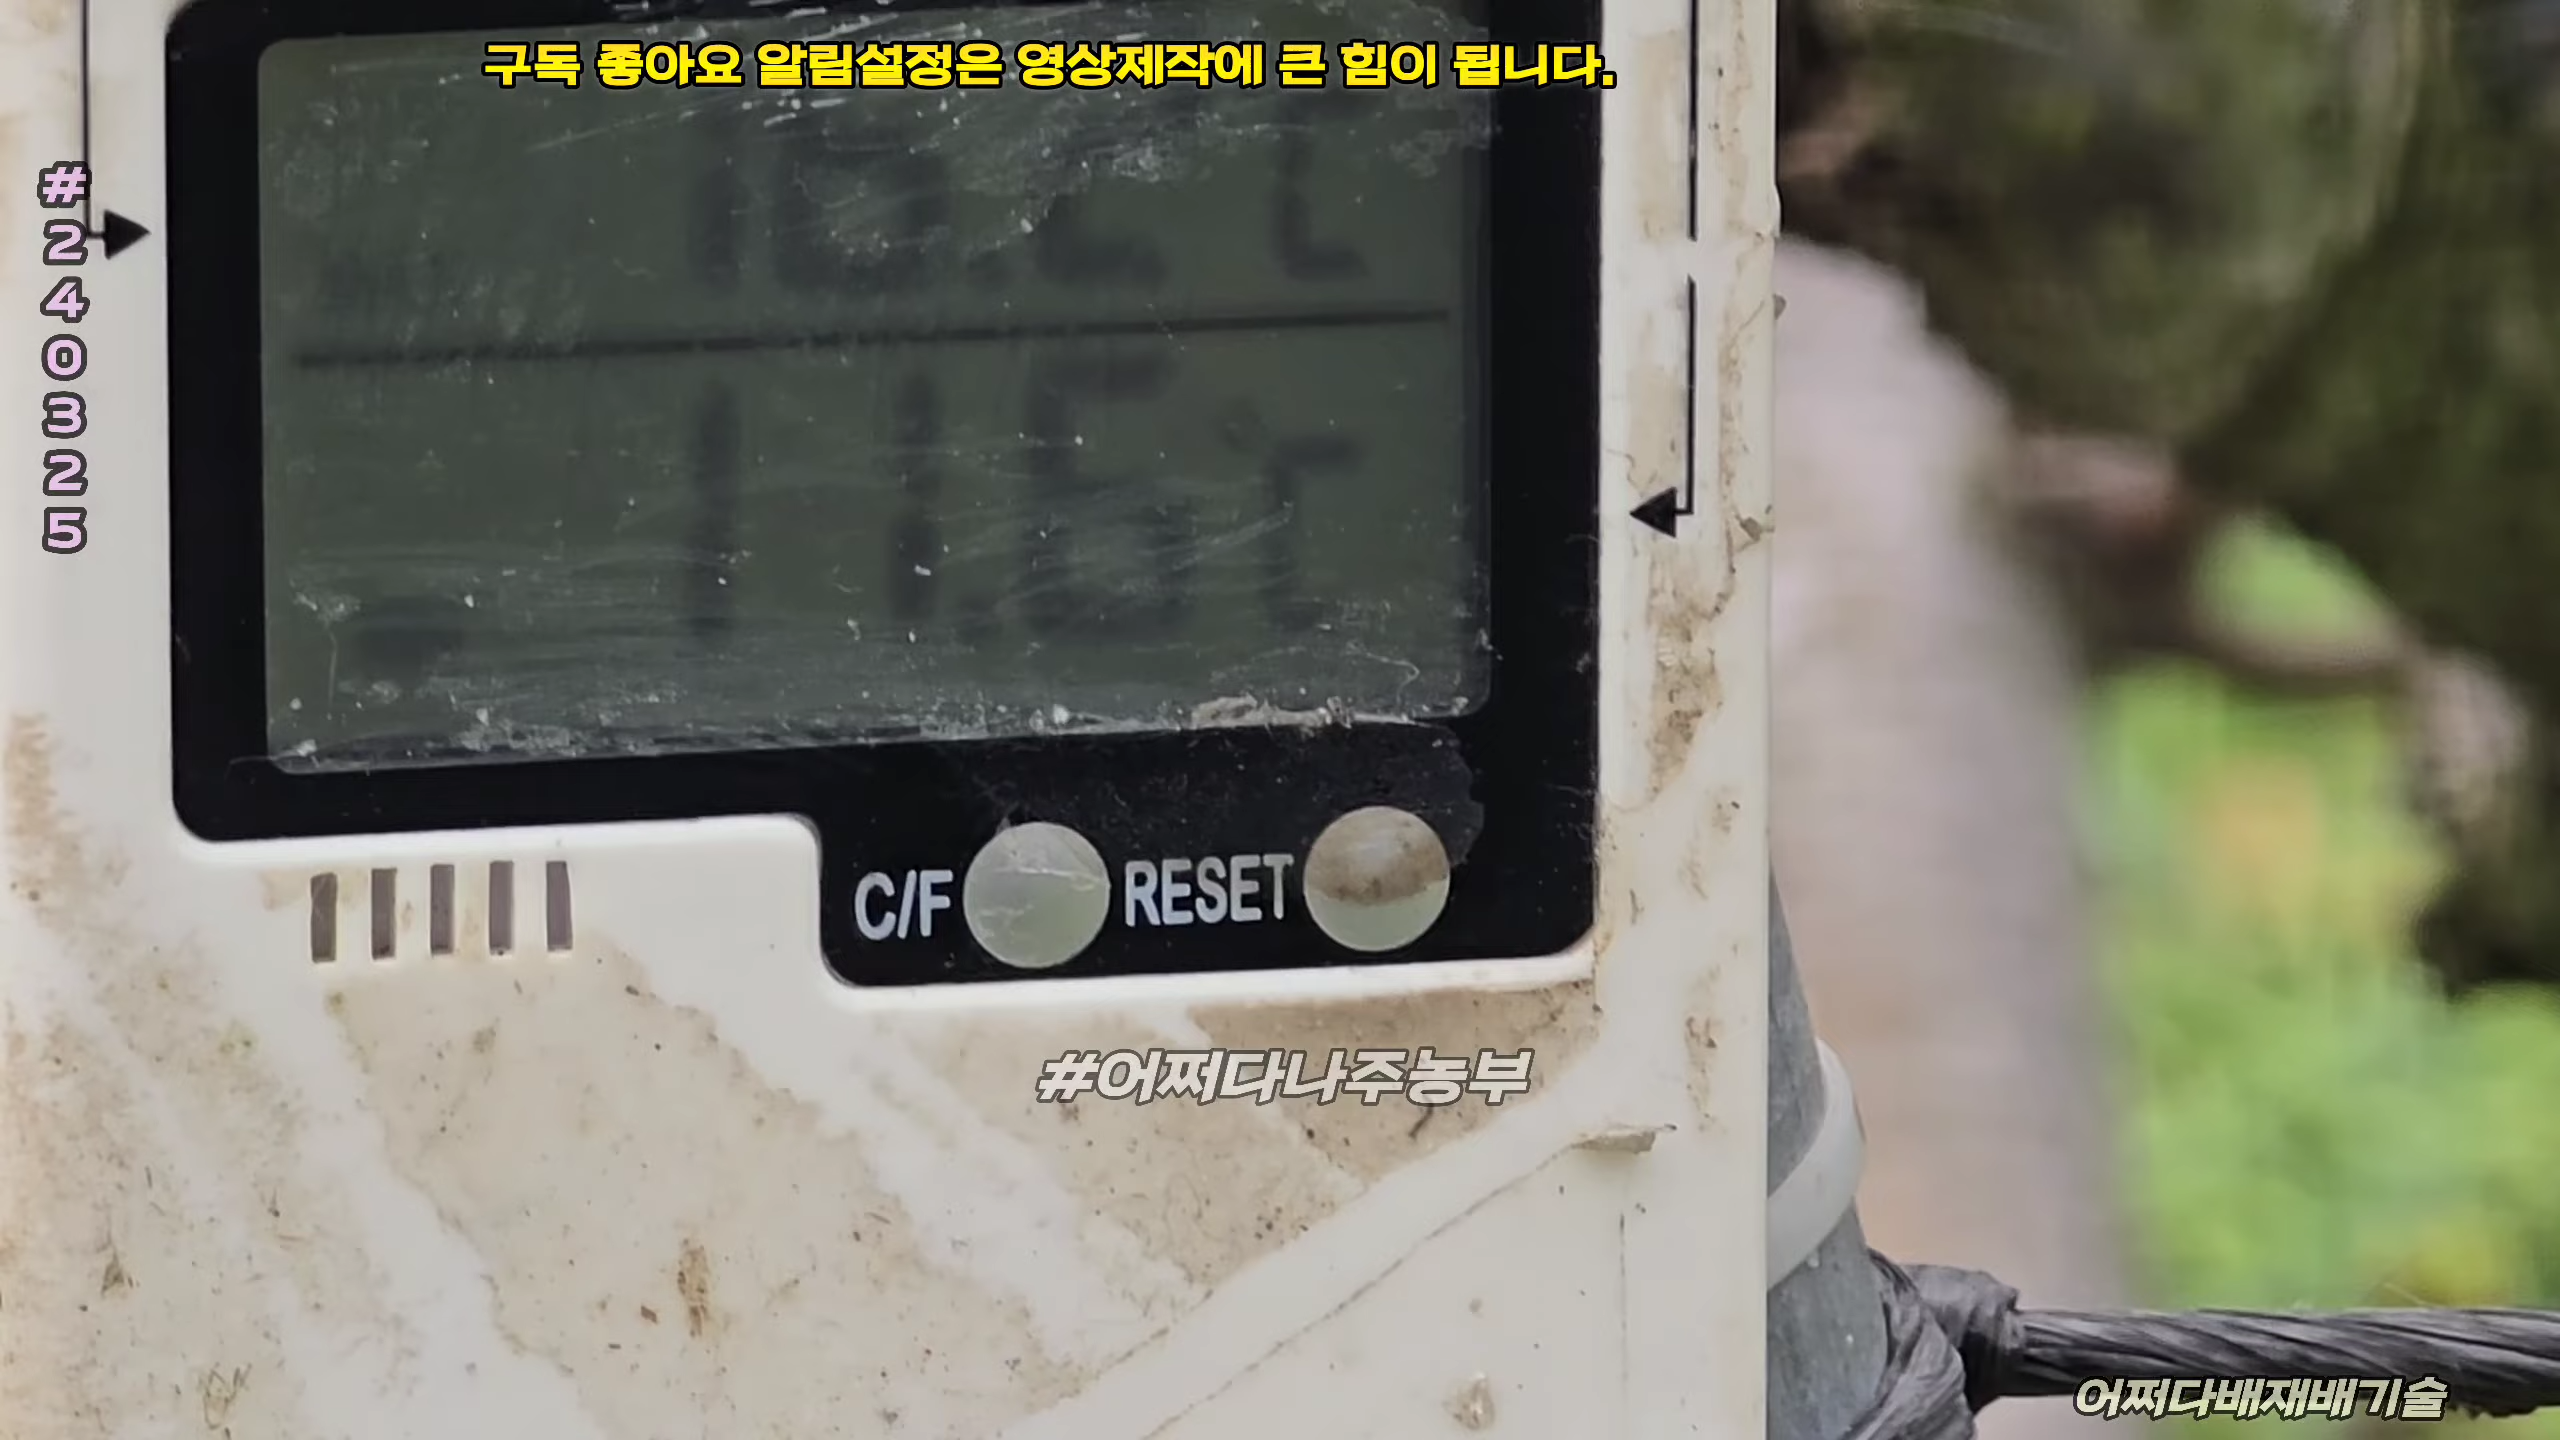 구독 좋아요 알림설정은 영상제작에 큰 힘이 됩니다.
#240325
11.6
C/F
RESET
#어쩌다나주농부
어쩌다배재배기술